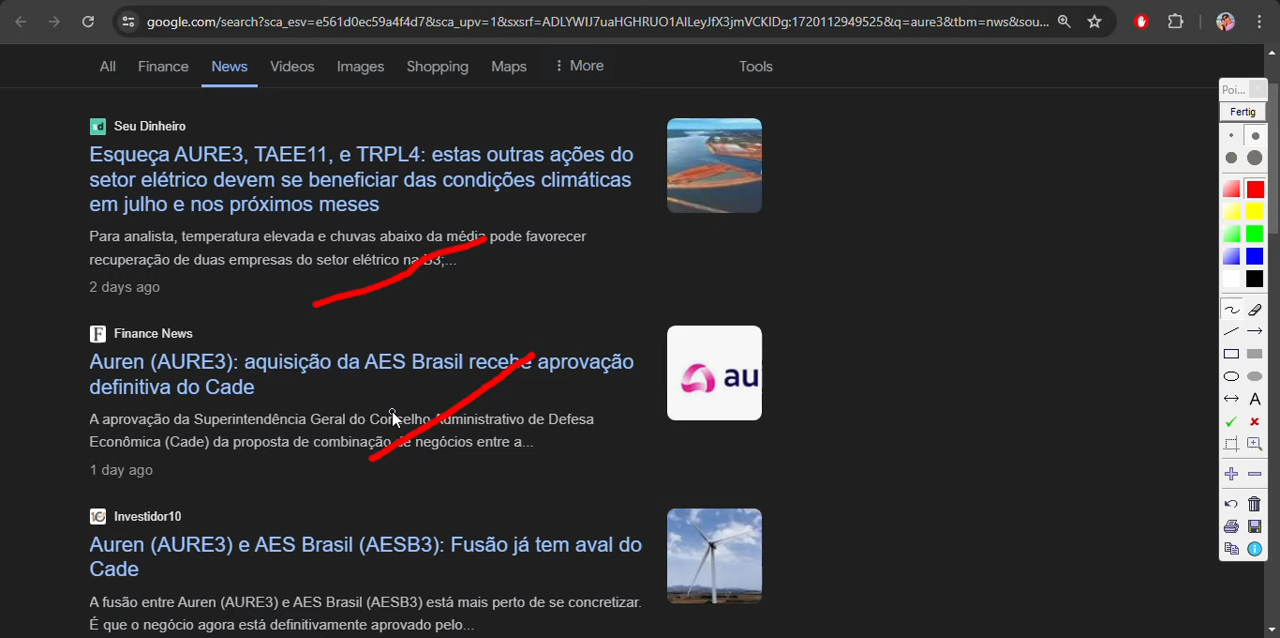 google.com/search?sca_esv=e561d0ec59a4f4d7&sca_upv=1&sxsrf=ADLYWIJ7uaHGHRUO1AILeyJfX3jmVCKIDg:1720112949525&q=aure3&tbm=nws&sou...
All Finance News Videos Images Shopping Maps More Tools
Poi...
Fertig
Seu Dinheiro
Esqueça AURE3, TAEE11, e TRPL4: estas outras ações do
setor elétrico devem se beneficiar das condições climáticas
em julho e nos próximos meses
Para analista, temperatura elevada e chuvas abaixo da média pode favorecer
recuperação de duas empresas do setor elétrico na B3;...
2 days ago
Finance News
Auren (AURE3): aquisição da AES Brasil recebe aprovação
definitiva do Cade
A aprovação da Superintendência Geral do Conselho Administrativo de Defesa
Econômica (Cade) da proposta de combinação de negócios entre a...
1 day ago
au
Investidor10
Auren (AURE3) e AES Brasil (AESB3): Fusão já tem aval do
Cade
A fusão entre Auren (AURE3) e AES Brasil (AESB3) está mais perto de se concretizar.
É que o negócio agora está definitivamente aprovado pelo...